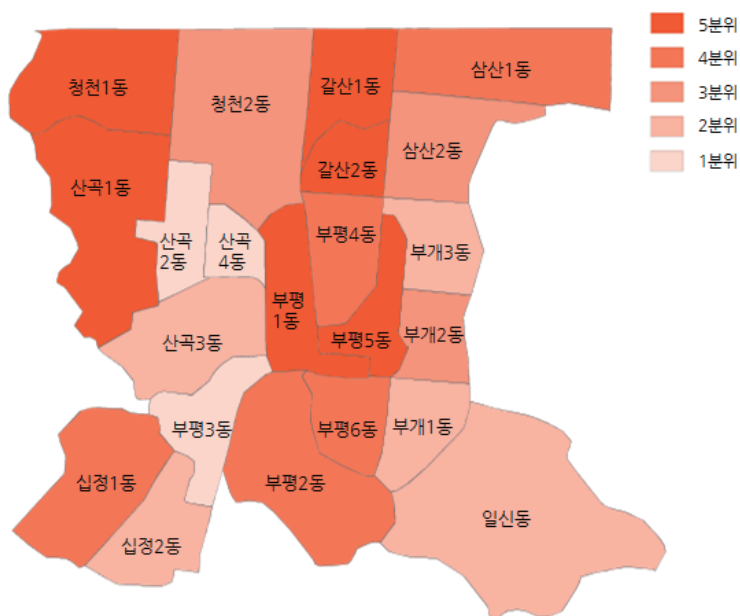 5분위
4분위
3분위
2분위
1분위
청천1동
청천2동
갈산1동
삼산1동
갈산2동
삼산2동
산곡1동
산곡
2동
산곡
4동
부평4동
부개3동
부평
1동
부평5동
부개2동
산곡3동
부평3동
부평6동
부개1동
십정1동
부평2동
일신동
십정2동